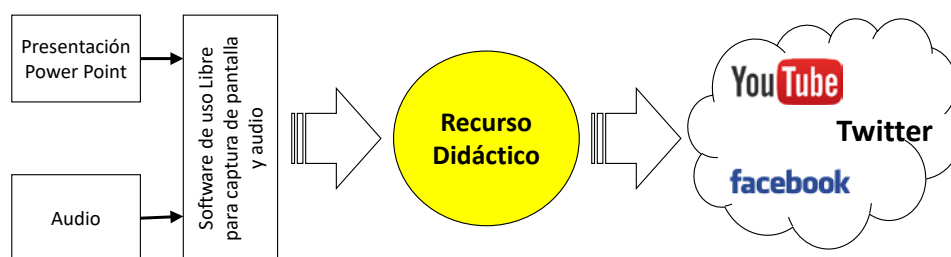 Presentación
Power Point
Audio
Software de uso Libre
para captura de pantalla
y audio
Recurso
Didáctico
YouTube
Twitter
facebook